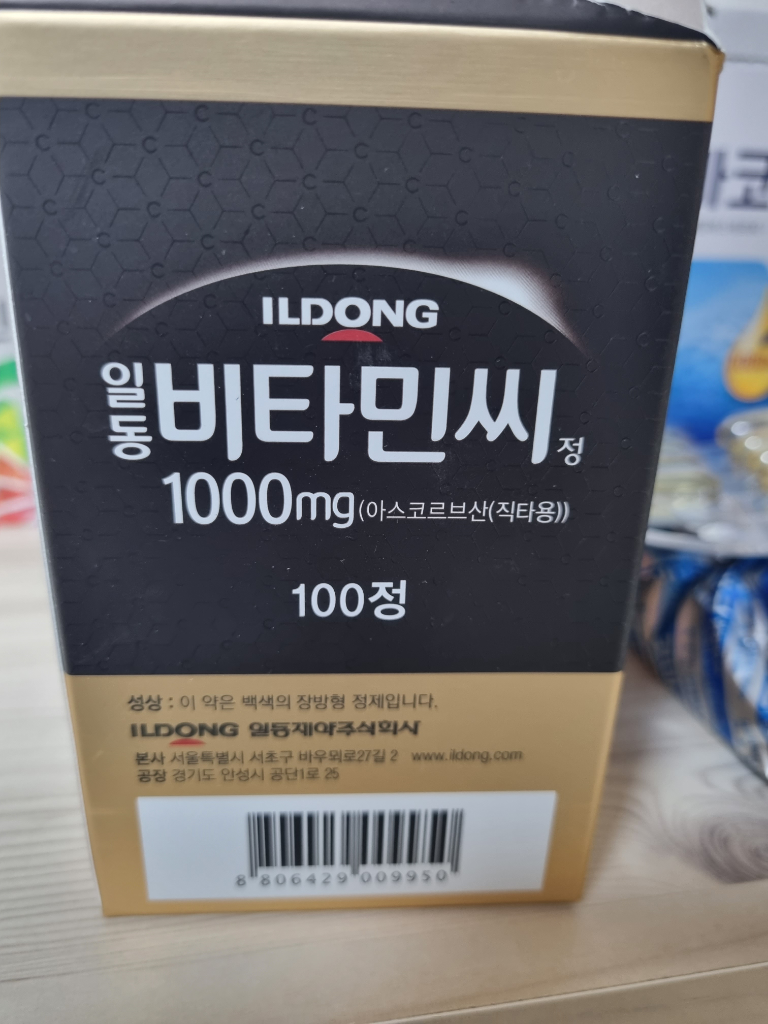 ILDONG
일동 비타민씨정
1000mg(아스코르브산(직타용))
100정
성상 : 이 약은 백색의 장방형 정제입니다.
ILDONG 일동제약주식회사
본사 서울특별시 서초구 바우뫼로27길 2 www.ildong.com
공장 경기도 안성시 공단1로 25
8 806429 009950
코